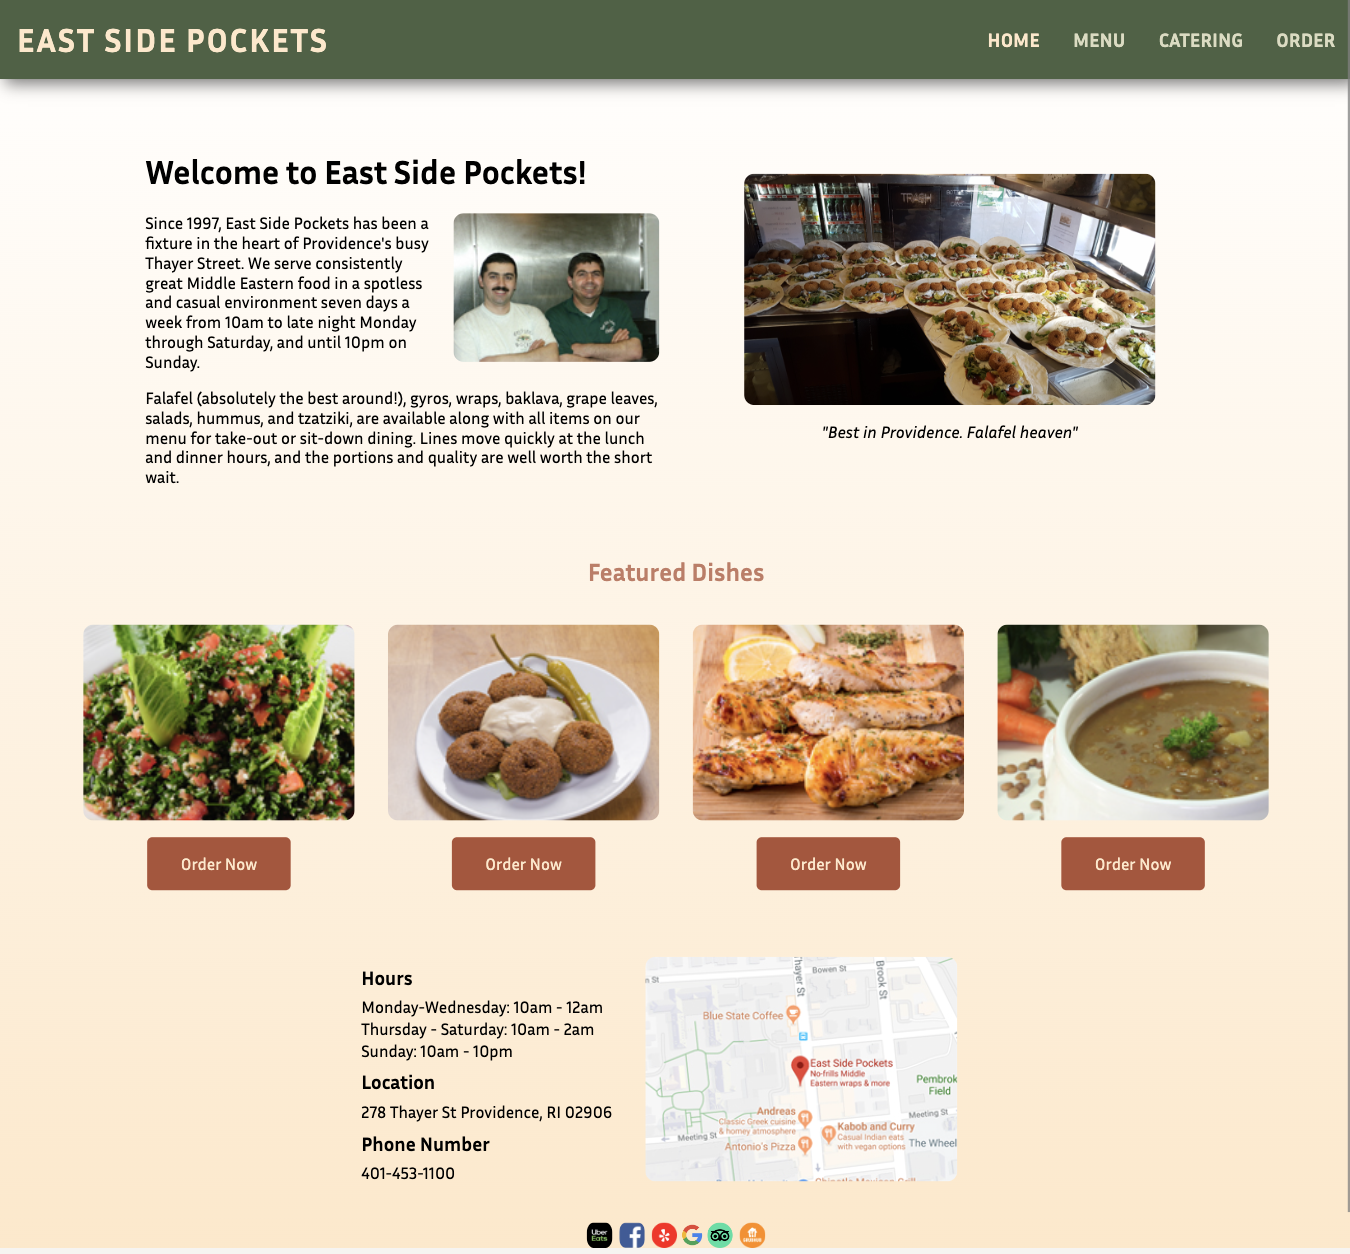 EAST SIDE POCKETS
HOME MENU CATERING ORDER
Welcome to East Side Pockets!
Since 1997, East Side Pockets has been a
fixture in the heart of Providence's busy
Thayer Street. We serve consistently
great Middle Eastern food in a spotless
and casual environment seven days a
week from 10am to late night Monday
through Saturday, and until 10pm on
Sunday.
Falafel (absolutely the best around!), gyros, wraps, baklava, grape leaves,
salads, hummus, and tzatziki, are available along with all items on our
menu for take-out or sit-down dining. Lines move quickly at the lunch
and dinner hours, and the portions and quality are well worth the short
wait.
TRASH
"Best in Providence. Falafel heaven"
Featured Dishes
Order Now
Order Now
Order Now
Order Now
Hours
Monday-Wednesday: 10am - 12am
Thursday - Saturday: 10am - 2am
Sunday: 10am - 10pm
Location
278 Thayer St Providence, RI 02906
Phone Number
401-453-1100
Bowen St
Thayer St
Brook St
Blue State Coffee
East Side Pockets
No-frills Middle
Eastern wraps & more
Pembrok
Field
Andreas
Classic Greek cuisine
& homey atmosphere
Meeting St
Kabob and Curry
Casual Indian eats
with vegan options
Meeting St
Antonio's Pizza
The Wheel
Uber
Eats